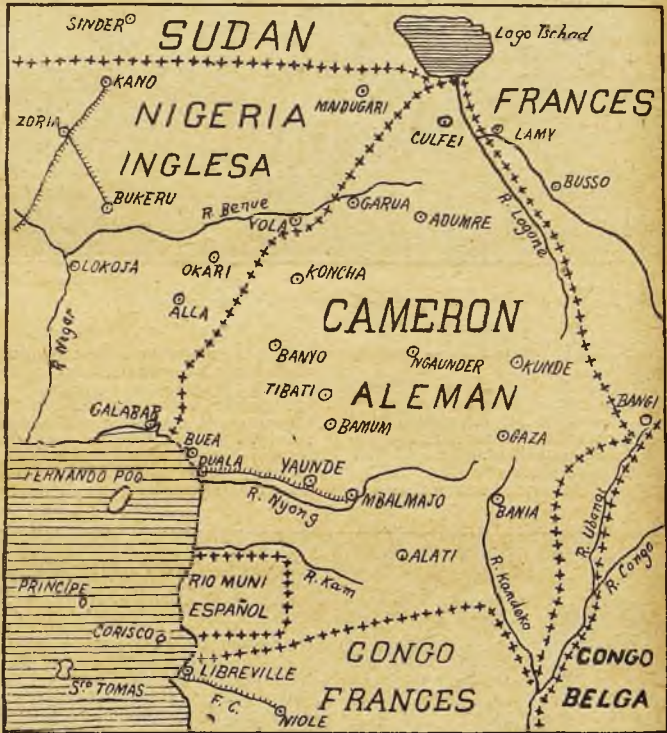 SINDER
SUDAN
Lago Tschad
KANO
NIGERIA
MAIDUGARI
FRANCES
ZORIA
CULFEI
LAMY
INGLESA
BUSSO
BUKERU
R. Benue
GARUA
R. Logone
YOLA
ADUMRE
LOKOJA
OKARI
KONCHA
ALLA
CAMERON
R. Niger
BANYO
NGAUNDER
KUNDE
TIBATI
ALEMAN
BANGI
GALABAR
BAMUM
BUEA
GAZA
DUALA
YAUNDE
FERNANDO POO
MBALMAJO
R. Nyong
BANIA
R. Ubangi
ALATI
R. Congo
PRINCIPE
RIO MUNI
R. Kam
R. Kandeko
ESPAÑOL
CORISCO
CONGO
CONGO
LIBREVILLE
Sto TOMAS
FRANCES
BELGA
F. C.
NIOLE